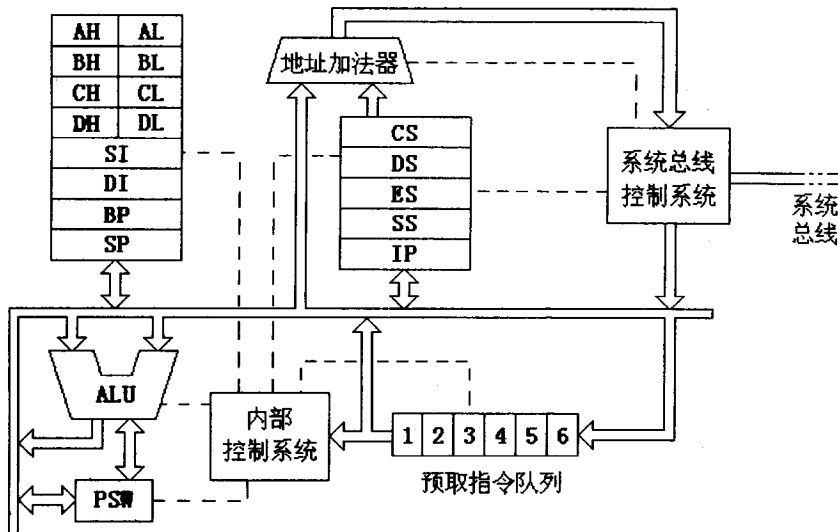 AH AL
BH BL
CH CL
DH DL
SI
DI
BP
SP
地址加法器
CS
DS
ES
SS
IP
系统总线
控制系统
系统
总线
ALU
PSW
内部
控制系统
1 2 3 4 5 6
预取指令队列